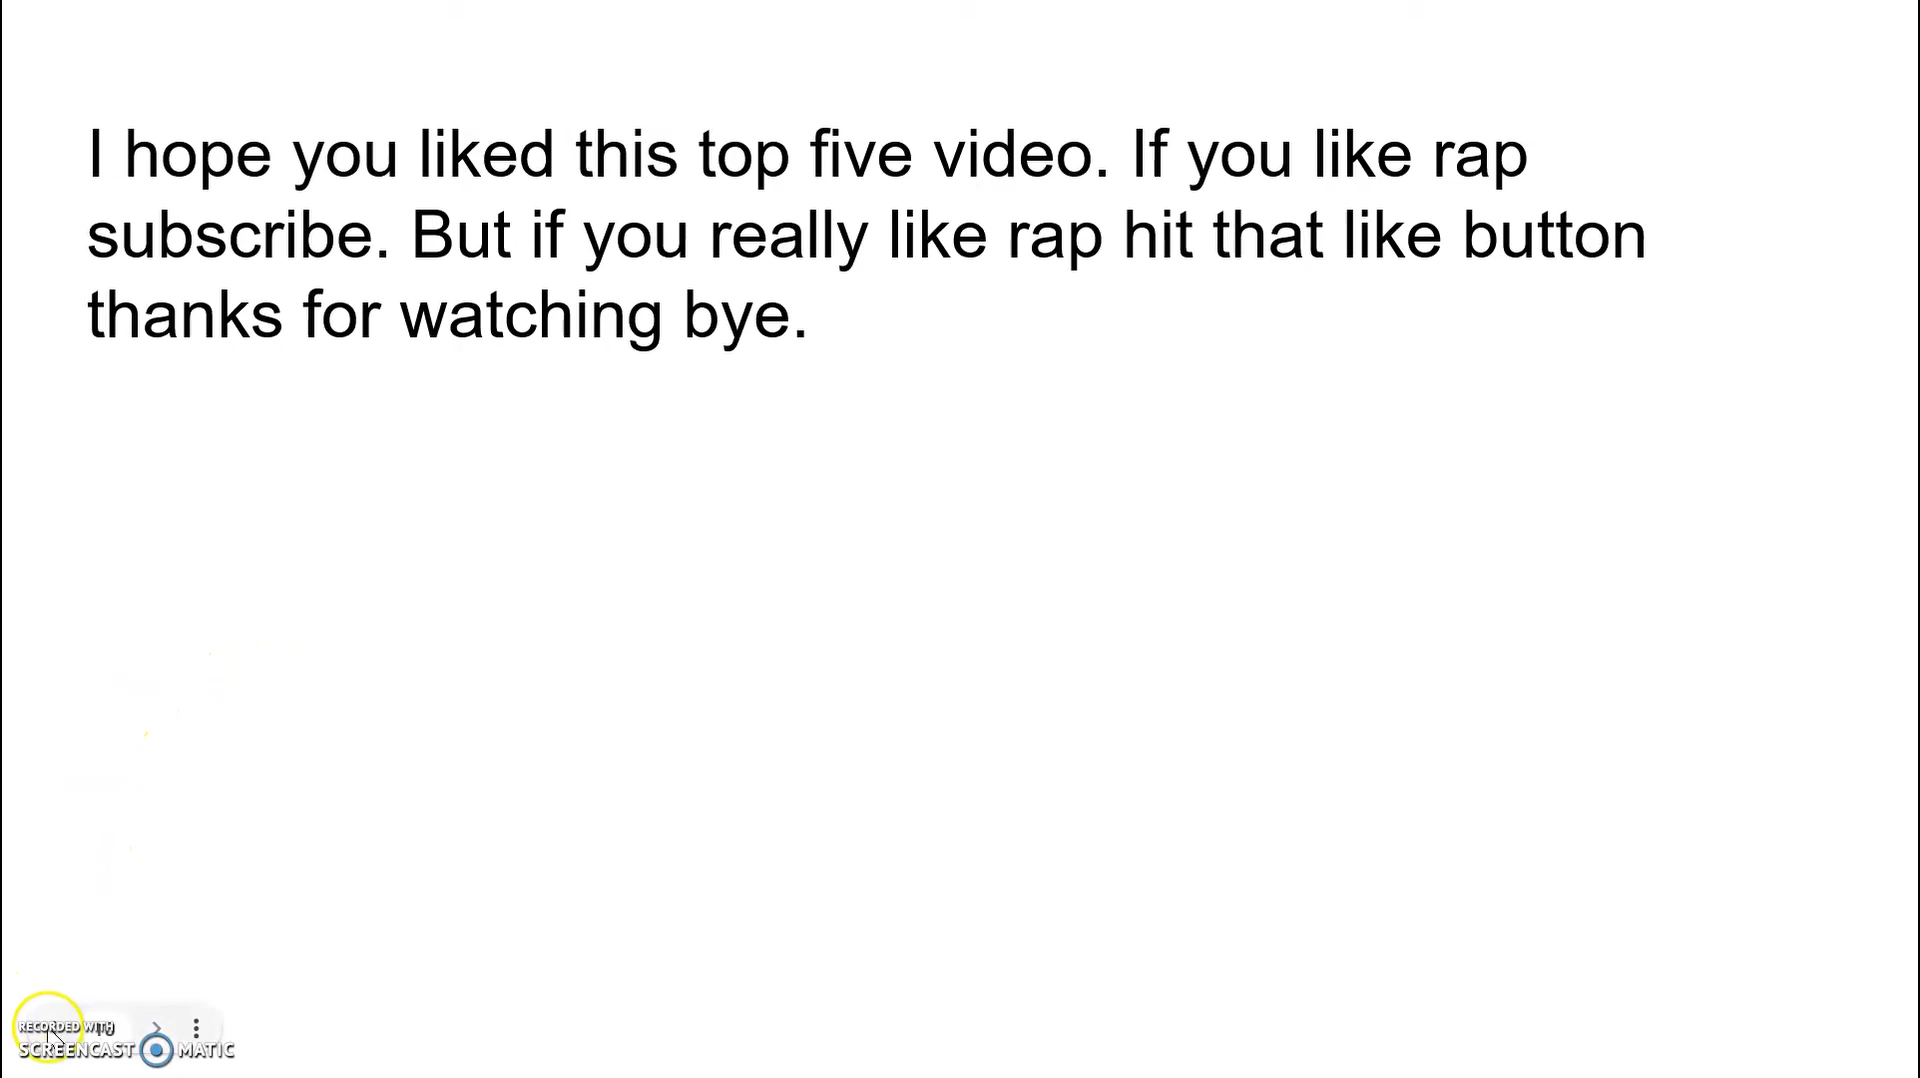 I hope you liked this top five video. If you like rap
subscribe. But if you really like rap hit that like button
thanks for watching bye.
RECORDED WITH
SCREENCAST MATIC